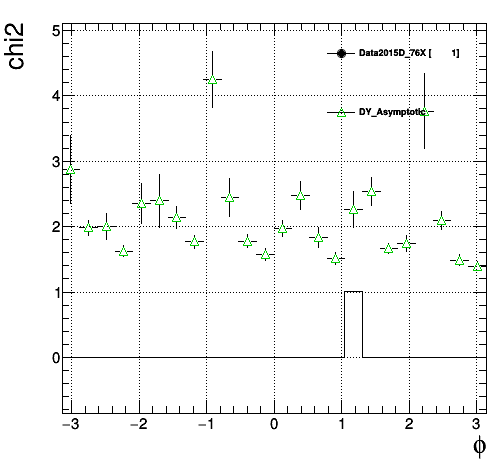 chi2
5
4
3
2
1
0
Data2015D_76X [ 1]
DY_Asymptotic
−3 −2 −1 0 1 2 3
ϕ